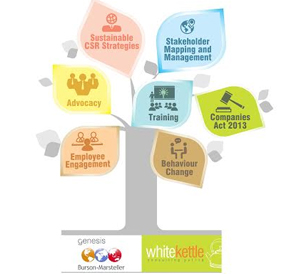 Sustainable
CSR Strategies
Stakeholder
Mapping and
Management
Advocacy
Training
Companies
Act 2013
Employee
Engagement
Behaviour
Change
genesis
Burson-Marsteller
whitekettle